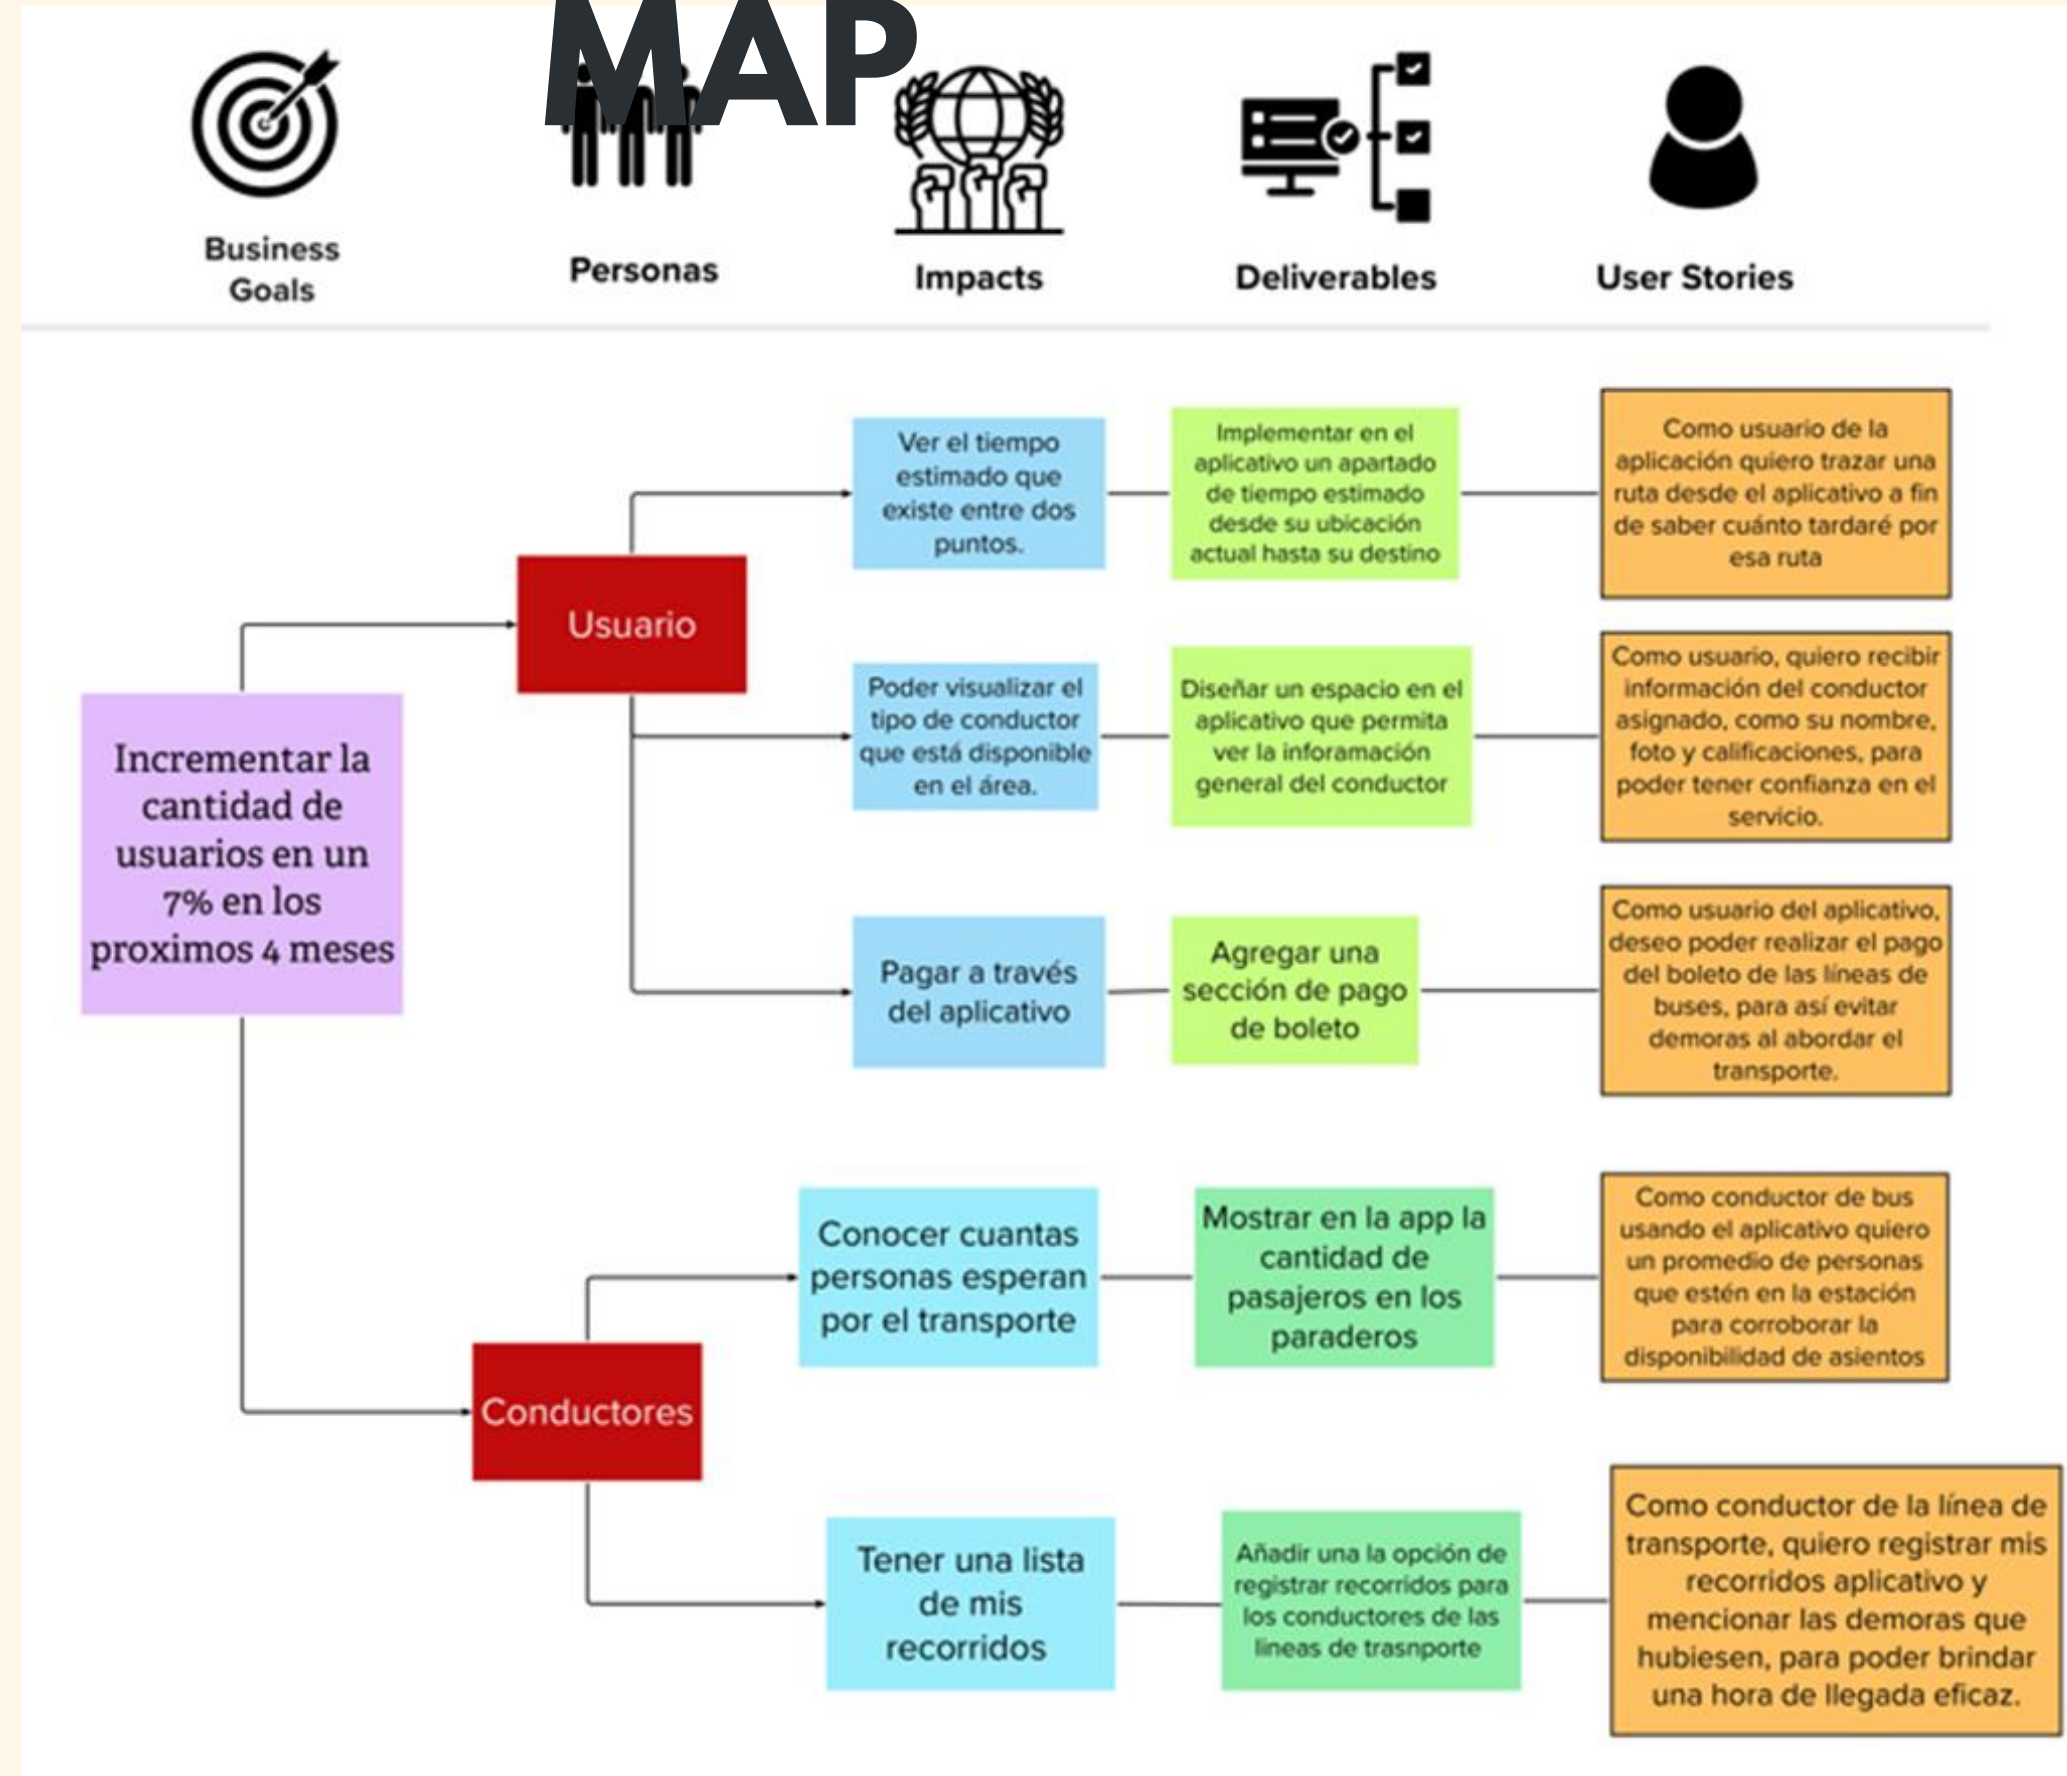 MAP
Business
Goals
Personas
Impacts
Deliverables
User Stories
Incrementar la
cantidad de
usuarios en un
7% en los
proximos 4 meses
Usuario
Ver el tiempo
estimado que
existe entre dos
puntos.
Implementar en el
aplicativo un apartado
de tiempo estimado
desde su ubicación
actual hasta su destino
Como usuario de la
aplicación quiero trazar una
ruta desde el aplicativo a fin
de saber cuánto tardaré por
esa ruta
Poder visualizar el
tipo de conductor
que está disponible
en el área.
Diseñar un espacio en el
aplicativo que permita
ver la inforamación
general del conductor
Como usuario, quiero recibir
información del conductor
asignado, como su nombre,
foto y calificaciones, para
poder tener confianza en el
servicio.
Pagar a través
del aplicativo
Agregar una
sección de pago
de boleto
Como usuario del aplicativo,
deseo poder realizar el pago
del boleto de las líneas de
buses, para así evitar
demoras al abordar el
transporte.
Conductores
Conocer cuantas
personas esperan
por el transporte
Mostrar en la app la
cantidad de
pasajeros en los
paraderos
Como conductor de bus
usando el aplicativo quiero
un promedio de personas
que estén en la estación
para corroborar la
disponibilidad de asientos
Tener una lista
de mis
recorridos
Añadir una la opción de
registrar recorridos para
los conductores de las
lineas de trasnporte
Como conductor de la línea de
transporte, quiero registrar mis
recorridos aplicativo y
mencionar las demoras que
hubiesen, para poder brindar
una hora de llegada eficaz.